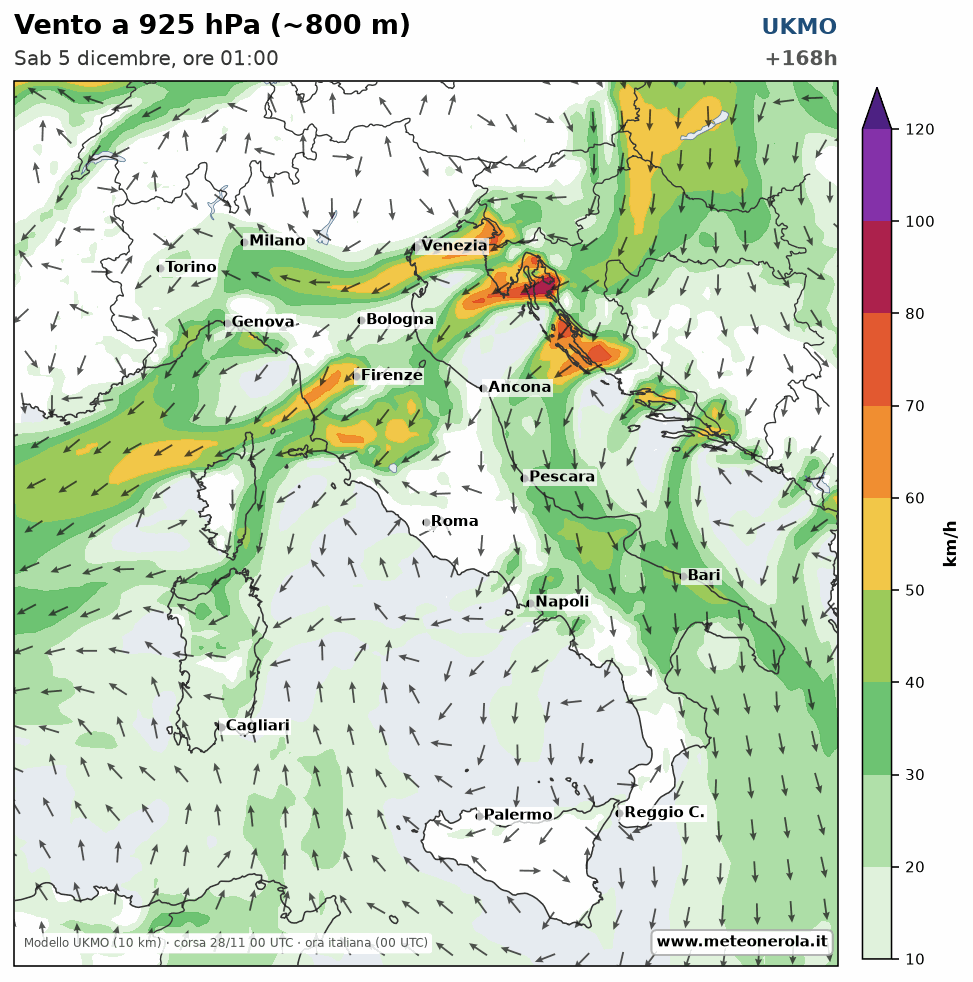 Vento a 925 hPa (~800 m)
UKMO
Sab 5 dicembre, ore 01:00
+168h
Milano
Venezia
Torino
Genova
Bologna
Firenze
Ancona
Pescara
Roma
Bari
Napoli
Cagliari
Palermo
Reggio C.
120
100
80
70
60
50
40
30
20
10
km/h
Modello UKMO (10 km) · corsa 28/11 00 UTC · ora italiana (00 UTC)
www.meteonerola.it